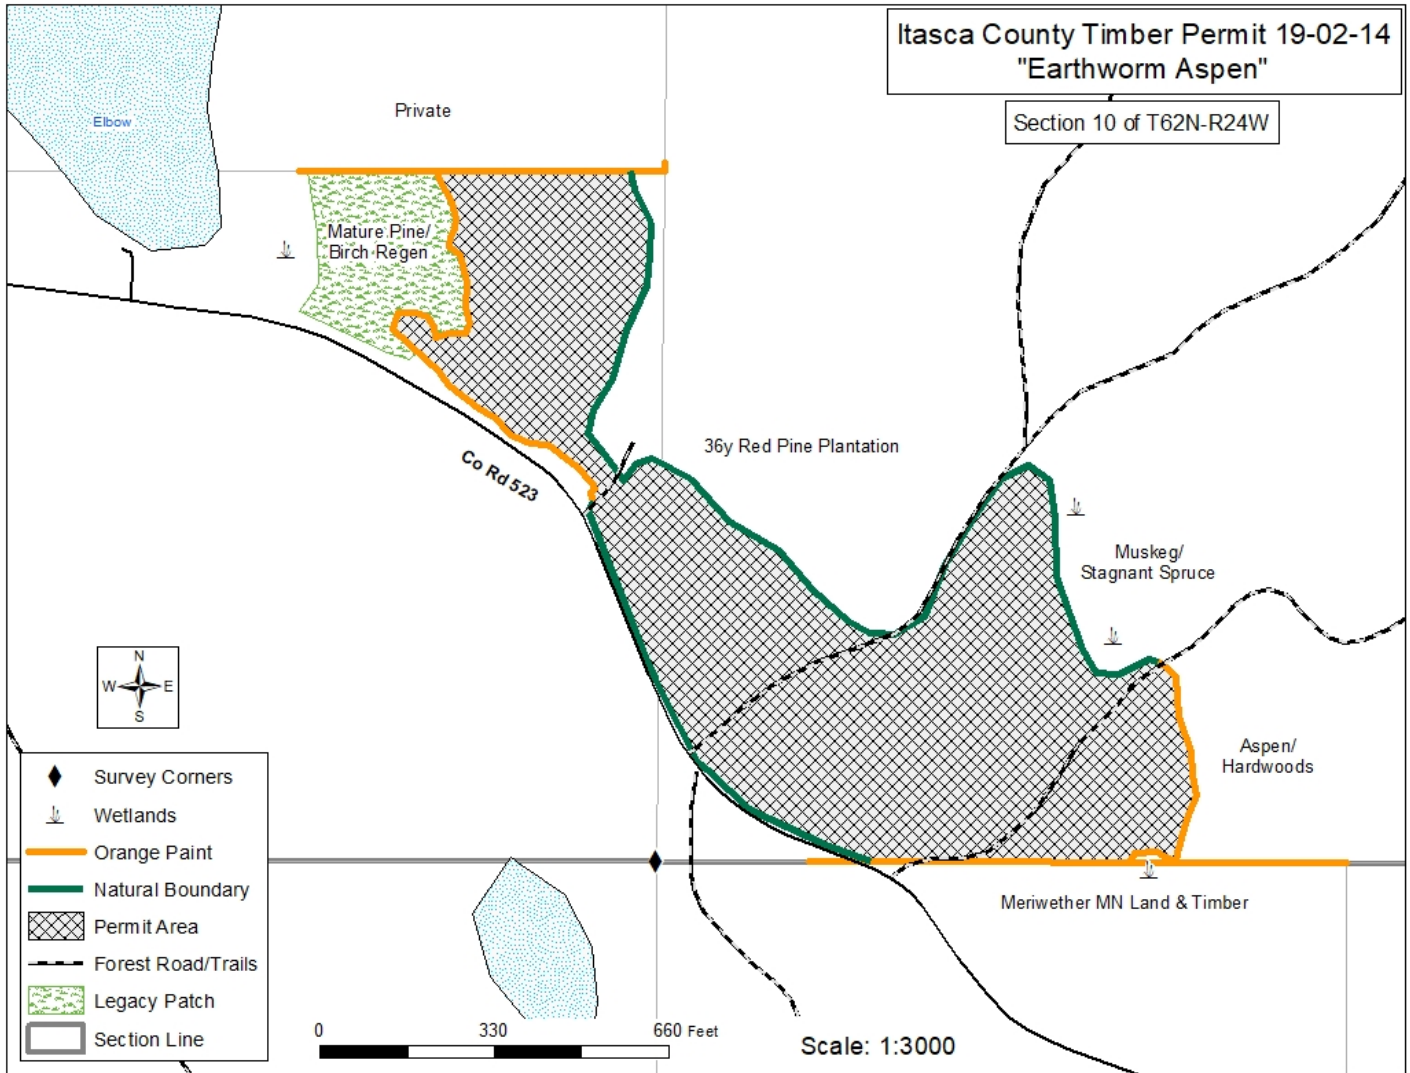 Itasca County Timber Permit 19-02-14
"Earthworm Aspen"
Section 10 of T62N-R24W
Private
Elbow
Mature Pine/
Birch Regen
36y Red Pine Plantation
Co Rd 523
Muskeg/
Stagnant Spruce
N
W E
S
Aspen/
Hardwoods
Survey Corners
Wetlands
Orange Paint
Natural Boundary
Permit Area
Forest Road/Trails
Legacy Patch
Section Line
Meriwether MN Land & Timber
0 330 660 Feet
Scale: 1:3000